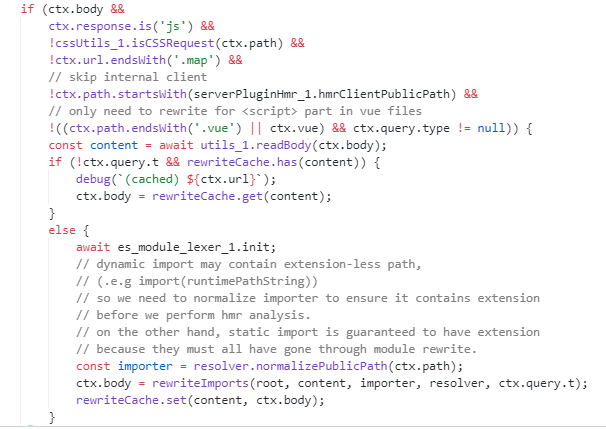 if (ctx.body &&
ctx.response.is('js') &&
!cssUtils_1.isCSSRequest(ctx.path) &&
!ctx.url.endsWith('.map') &&
// skip internal client
!ctx.path.startsWith(serverPluginHmr_1.hmrClientPublicPath) &&
// only need to rewrite for <script> part in vue files
!((ctx.path.endsWith('.vue') || ctx.vue) && ctx.query.type != null)) {
const content = await utils_1.readBody(ctx.body);
if (!ctx.query.t && rewriteCache.has(content)) {
debug(`(cached) ${ctx.url}`);
ctx.body = rewriteCache.get(content);
}
else {
await es_module_lexer_1.init;
// dynamic import may contain extension-less path,
// (.e.g import(runtimePathString))
// so we need to normalize importer to ensure it contains extension
// before we perform hmr analysis.
// on the other hand, static import is guaranteed to have extension
// because they must all have gone through module rewrite.
const importer = resolver.normalizePublicPath(ctx.path);
ctx.body = rewriteImports(root, content, importer, resolver, ctx.query.t);
rewriteCache.set(content, ctx.body);
}